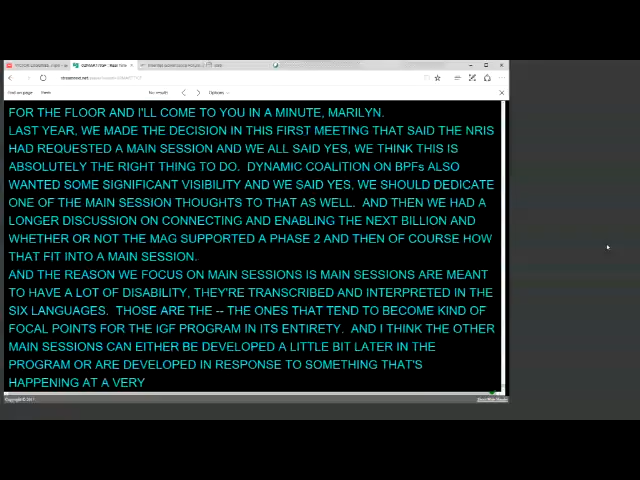 streamtext.net
Find on page
No results
Options
FOR THE FLOOR AND I'LL COME TO YOU IN A MINUTE, MARILYN.
LAST YEAR, WE MADE THE DECISION IN THIS FIRST MEETING THAT SAID THE NRIS
HAD REQUESTED A MAIN SESSION AND WE ALL SAID YES, WE THINK THIS IS
ABSOLUTELY THE RIGHT THING TO DO.  DYNAMIC COALITION ON BPFs ALSO
WANTED SOME SIGNIFICANT VISIBILITY AND WE SAID YES, WE SHOULD DEDICATE
ONE OF THE MAIN SESSION THOUGHTS TO THAT AS WELL.  AND THEN WE HAD A
LONGER DISCUSSION ON CONNECTING AND ENABLING THE NEXT BILLION AND
WHETHER OR NOT THE MAG SUPPORTED A PHASE 2 AND THEN OF COURSE HOW
THAT FIT INTO A MAIN SESSION.
AND THE REASON WE FOCUS ON MAIN SESSIONS IS MAIN SESSIONS ARE MEANT
TO HAVE A LOT OF DISABILITY, THEY'RE TRANSCRIBED AND INTERPRETED IN THE
SIX LANGUAGES.  THOSE ARE THE -- THE ONES THAT TEND TO BECOME KIND OF
FOCAL POINTS FOR THE IGF PROGRAM IN ITS ENTIRETY.  AND I THINK THE OTHER
MAIN SESSIONS CAN EITHER BE DEVELOPED A LITTLE BIT LATER IN THE
PROGRAM OR ARE DEVELOPED IN RESPONSE TO SOMETHING THAT'S
HAPPENING AT A VERY